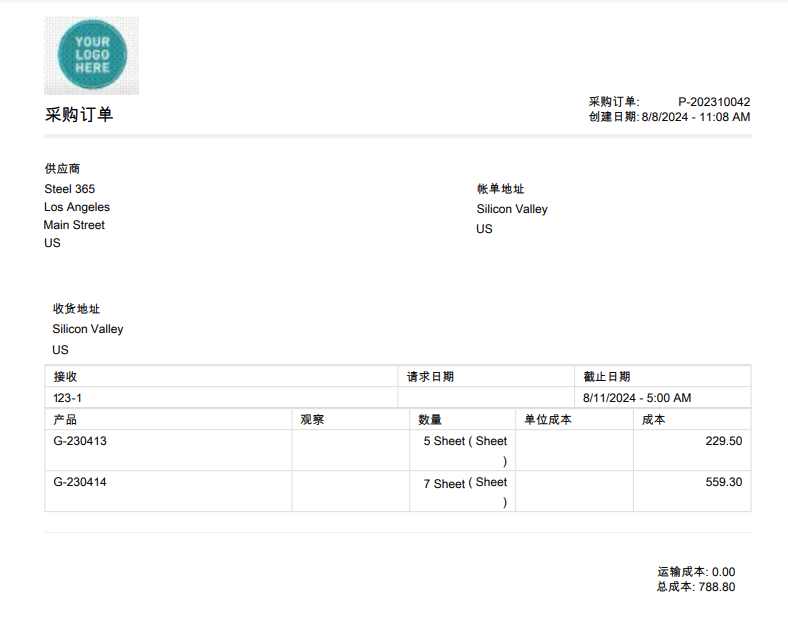 YOUR
LOGO
HERE
采购订单
采购订单: P-202310042
创建日期: 8/8/2024 - 11:08 AM
供应商
Steel 365
Los Angeles
Main Street
US
帐单地址
Silicon Valley
US
收货地址
Silicon Valley
US
接收 请求日期 截止日期
123-1 8/11/2024 - 5:00 AM
产品 观察 数量 单位成本 成本
G-230413 5 Sheet ( Sheet 229.50
)
G-230414 7 Sheet ( Sheet 559.30
)
运输成本: 0.00
总成本: 788.80